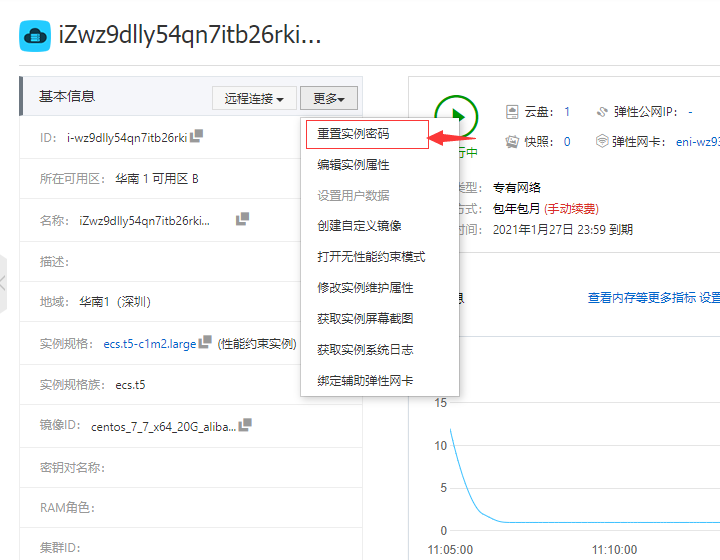 iZwz9dlly54qn7itb26rki...
基本信息
远程连接
更多
ID: i-wz9dlly54qn7itb26rki
所在可用区: 华南 1 可用区 B
名称: iZwz9dlly54qn7itb26rki...
描述:
地域: 华南1（深圳）
实例规格: ecs.t5-c1m2.large (性能约束实例)
实例规格族: ecs.t5
镜像ID: centos_7_7_x64_20G_aliba...
密钥对名称:
RAM角色:
集群ID:
重置实例密码
编辑实例属性
设置用户数据
创建自定义镜像
打开无性能约束模式
修改实例维护属性
获取实例屏幕截图
获取实例系统日志
绑定辅助弹性网卡
行中
云盘: 1
弹性公网IP: -
快照: 0
弹性网卡: eni-wz93
类型: 专有网络
方式: 包年包月 (手动续费)
时间: 2021年1月27日 23:59 到期
息
查看内存等更多指标 设置
15
10
5
0
11:05:00
11:10:00